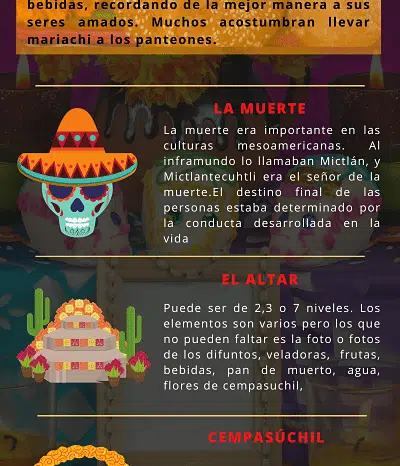 bebidas, recordando de la mejor manera a sus
seres amados. Muchos acostumbran llevar
mariachi a los panteones.
LA MUERTE
La muerte era importante en las
culturas mesoamericanas. Al
inframundo lo llamaban Mictlán, y
Mictlantecuhtli era el señor de la
muerte.El destino final de las
personas estaba determinado por
la conducta desarrollada en la
vida
EL ALTAR
Puede ser de 2,3 o 7 niveles. Los
elementos son varios pero los que
no pueden faltar es la foto o fotos
de los difuntos, veladoras, frutas,
bebidas, pan de muerto, agua,
flores de cempasuchil,
CEMPASÚCHIL